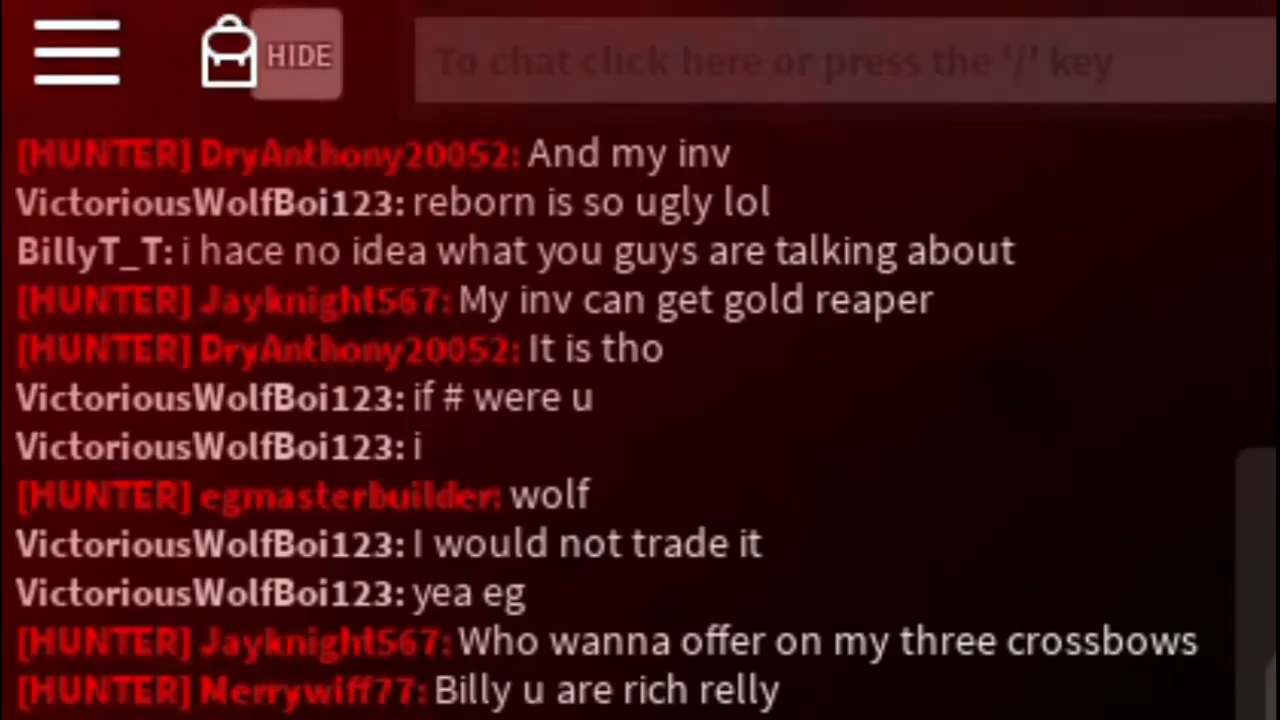 HIDE
To chat click here or press the '/' key
[HUNTER] DryAnthony20052: And my inv
VictoriousWolfBoi123: reborn is so ugly lol
BillyT_T: i hace no idea what you guys are talking about
[HUNTER] Jayknight567: My inv can get gold reaper
[HUNTER] DryAnthony20052: It is tho
VictoriousWolfBoi123: if # were u
VictoriousWolfBoi123: i
[HUNTER] egmasterbuilder: wolf
VictoriousWolfBoi123: I would not trade it
VictoriousWolfBoi123: yea eg
[HUNTER] Jayknight567: Who wanna offer on my three crossbows
[HUNTER] Merrywiff77: Billy u are rich relly